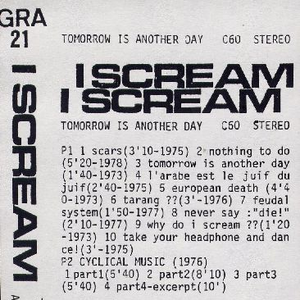 GRA
21
I SCREAM
TOMORROW IS ANOTHER DAY C60 STEREO
I SCREAM
I SCREAM
TOMORROW IS ANOTHER DAY C60 STEREO
P1 1 scars(3'10-1975) 2 nothing to do
(5'20-1978) 3 tomorrow is another day
(1'40-1973) 4 l'arabe est le juif du
juif(2'40-1975) 5 european death (4'4
0-1973) 6 tarang ??(3'-1976) 7 feudal
system(1'50-1977) 8 never say :"die!"
(2'10-1977) 9 why do i scream ??(1'20
-1973) 10 take your headphone and dan
ce!(3'-1975)
P2 CYCLICAL MUSIC (1976)
1 part1(5'40) 2 part2(8'10) 3 part3
(5'40) 4 part4-excerpt(10')